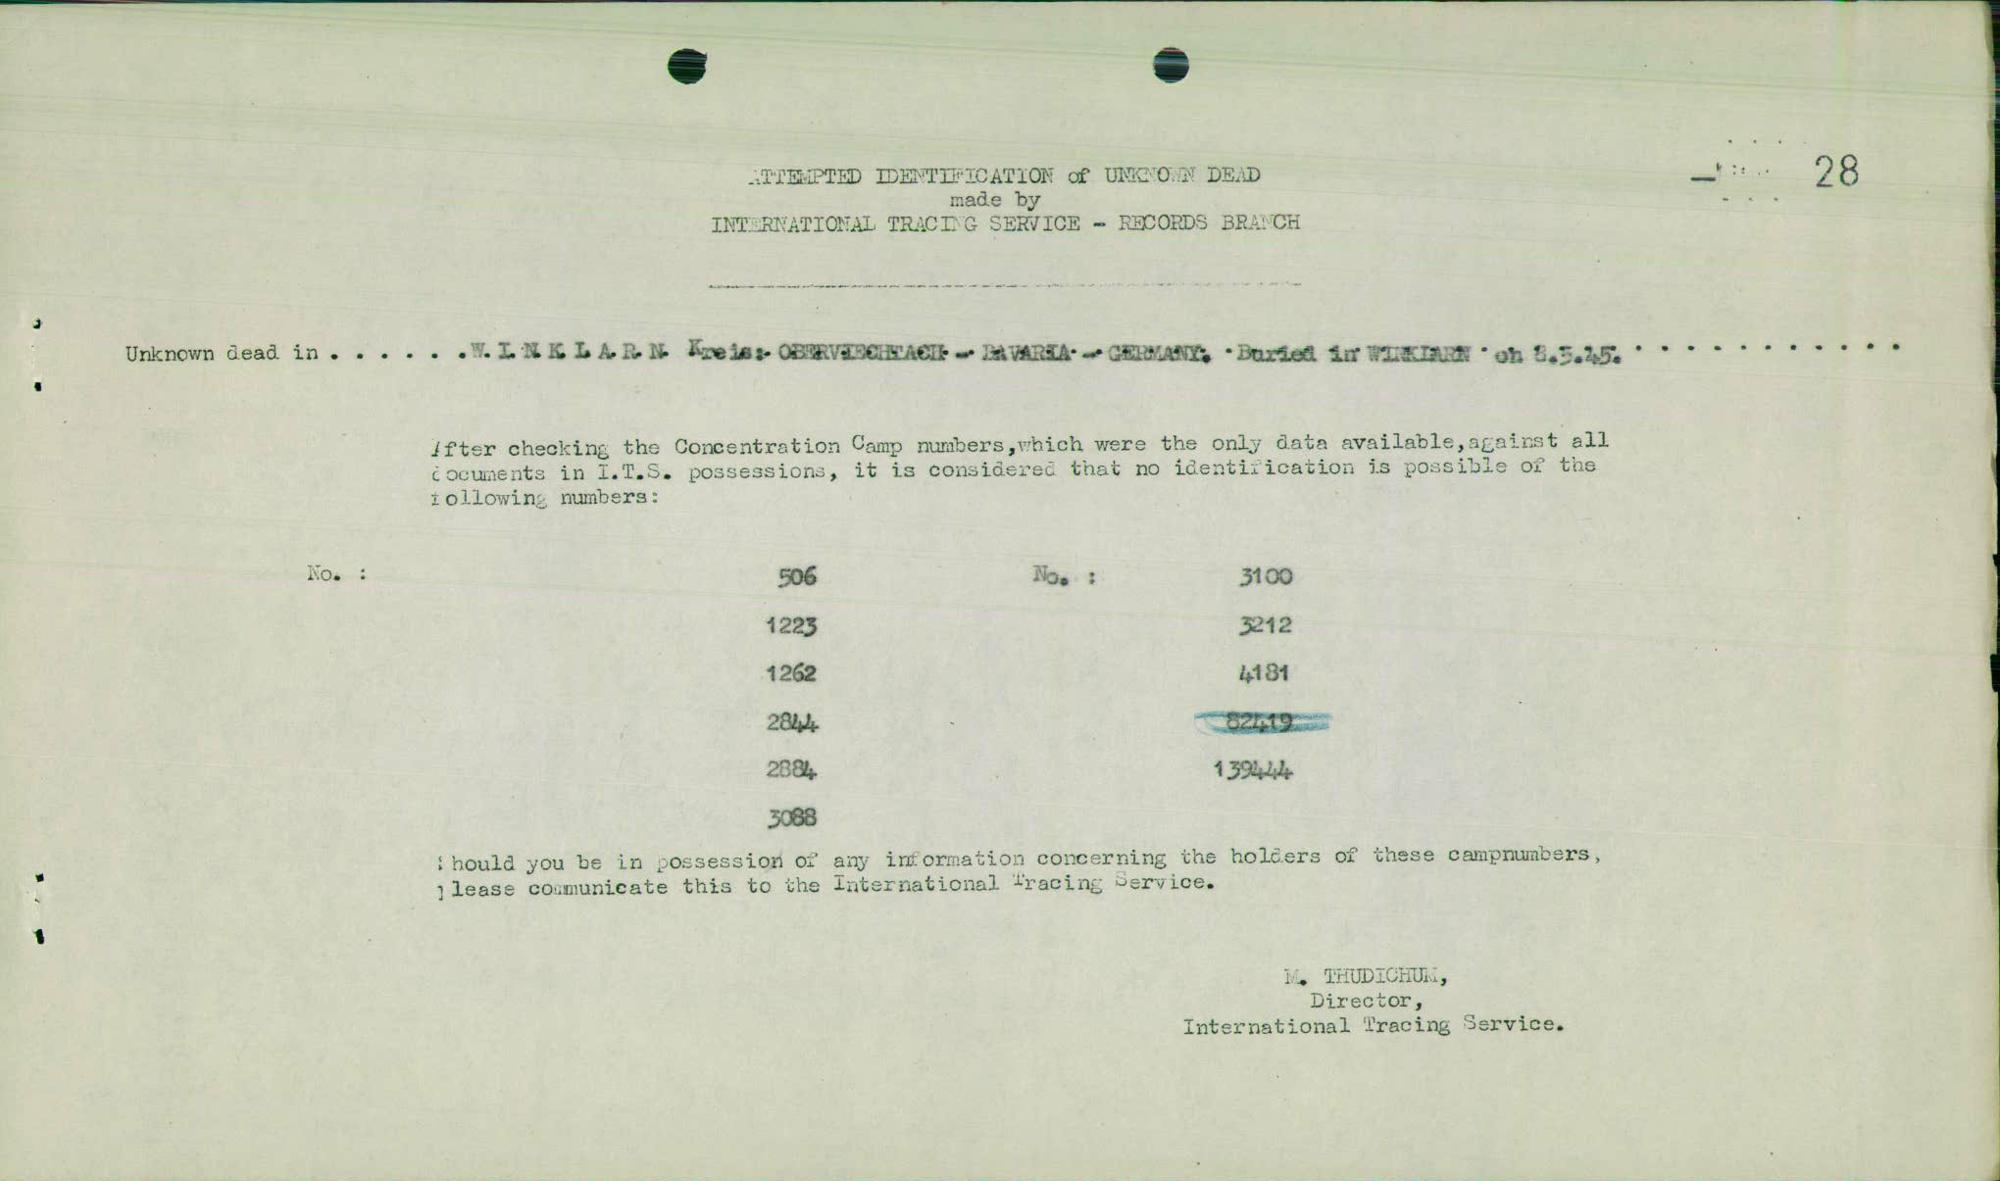 28
ATTEMPTED IDENTIFICATION of UNKNOWN DEAD
made by
INTERNATIONAL TRACING SERVICE - RECORDS BRANCH
Unknown dead in . . . . . . . W. I. N. K. L. A. R. N. Kreis: OBERVIECHTACH - BAVARIA - GERMANY. Buried in WINKLARN on 8.5.45. . . . . . . . . . . .
After checking the Concentration Camp numbers,which were the only data available,against all
documents in I.T.S. possessions, it is considered that no identification is possible of the
following numbers:
No. : 506 No. : 3100
1223 3212
1262 4181
2844 82419
2884 139444
3088
Should you be in possession of any information concerning the holders of these campnumbers,
please communicate this to the International Tracing Service.
M. THUDICHUM,
Director,
International Tracing Service.